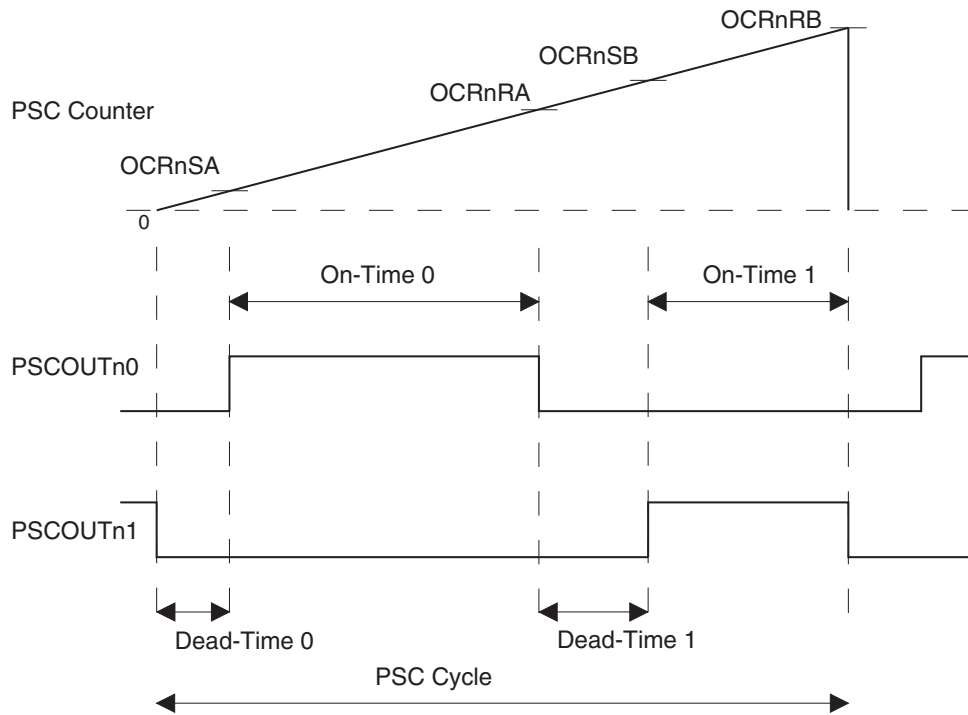 OCRnRB
OCRnSB
OCRnRA
PSC Counter
OCRnSA
0
On-Time 0
On-Time 1
PSCOUTn0
PSCOUTn1
Dead-Time 0
Dead-Time 1
PSC Cycle